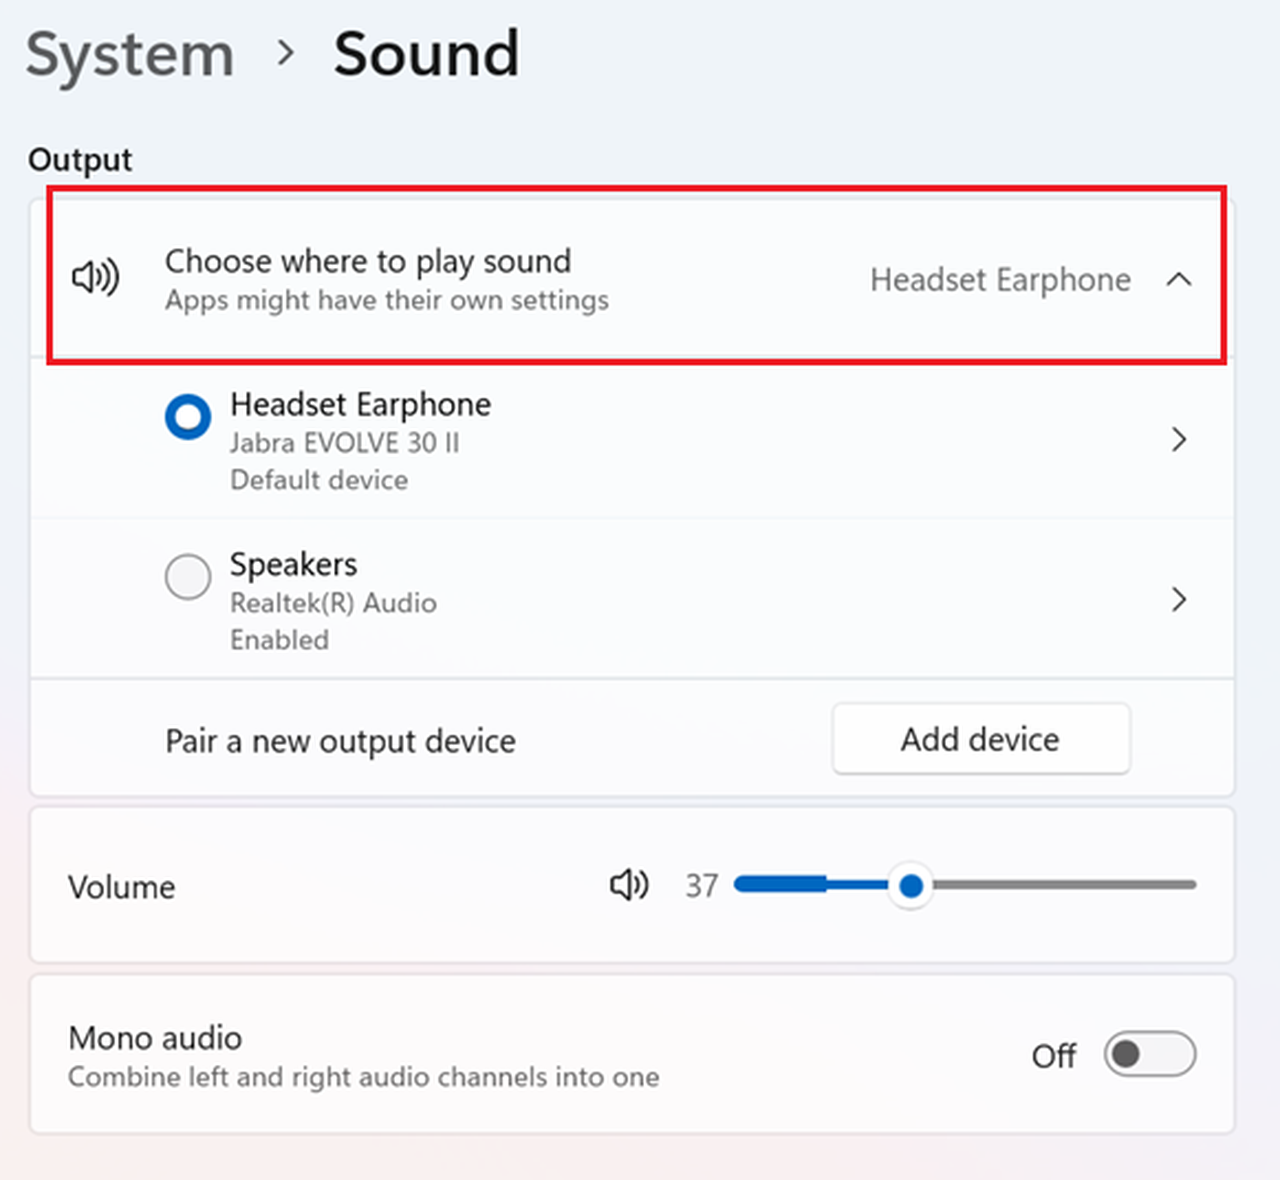 System > Sound
Output
Choose where to play sound
Apps might have their own settings
Headset Earphone
Headset Earphone
Jabra EVOLVE 30 II
Default device
Speakers
Realtek(R) Audio
Enabled
Pair a new output device
Add device
Volume
37
Mono audio
Combine left and right audio channels into one
Off